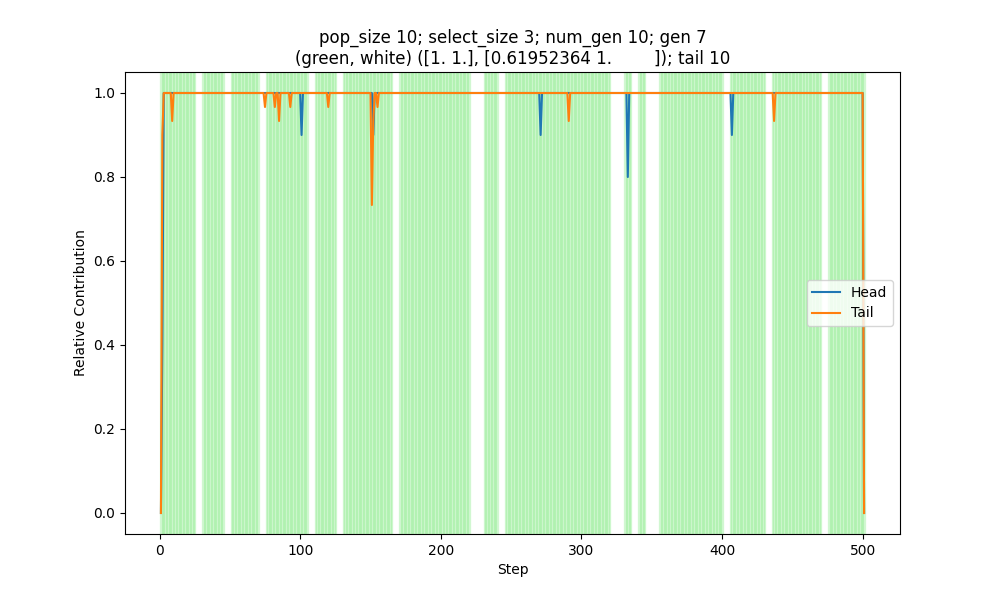 pop_size 10; select_size 3; num_gen 10; gen 7
(green, white) ([1. 1.], [0.61952364 1.         ]); tail 10
Relative Contribution
1.0
0.8
0.6
0.4
0.2
0.0
Head
Tail
0 100 200 300 400 500
Step